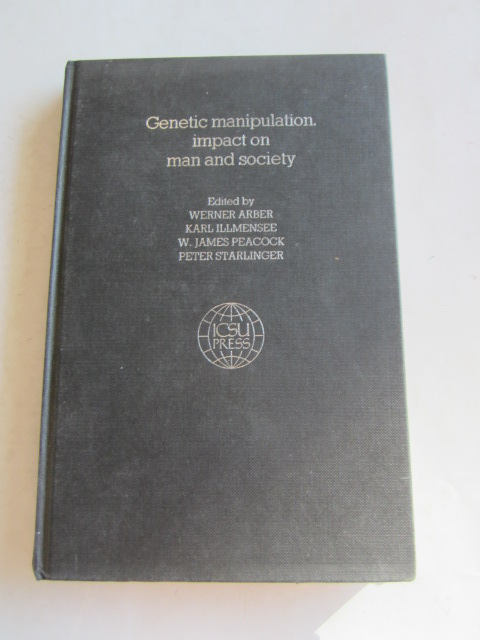 Genetic manipulation.
impact on
man and society
Edited by
WERNER ARBER
KARL ILLMENSEE
W. JAMES PEACOCK
PETER STARLINGER
ICSU
PRESS